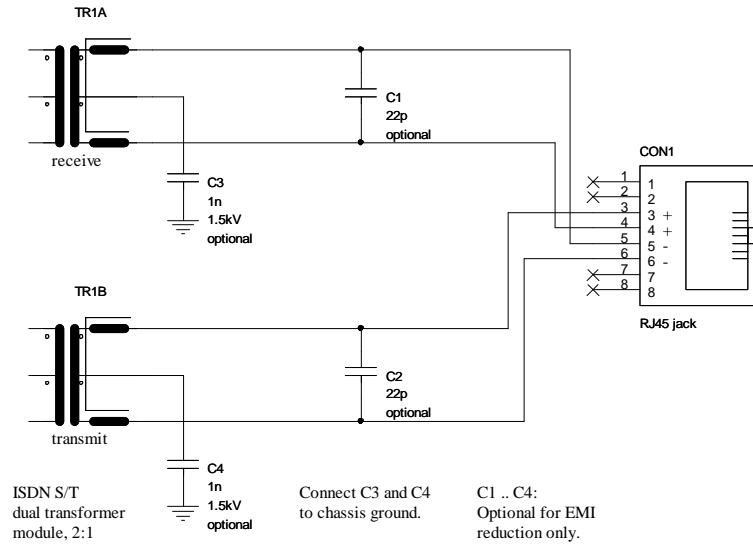 TR1A
receive
C1
22p
optional
C3
1n
1.5kV
optional
CON1
1 1
2 2
3 3 +
4 4 +
5 5 -
6 6 -
7 7
8 8
RJ45 jack
TR1B
transmit
C2
22p
optional
C4
1n
1.5kV
optional
ISDN S/T
dual transformer
module, 2:1
Connect C3 and C4
to chassis ground.
C1 .. C4:
Optional for EMI
reduction only.